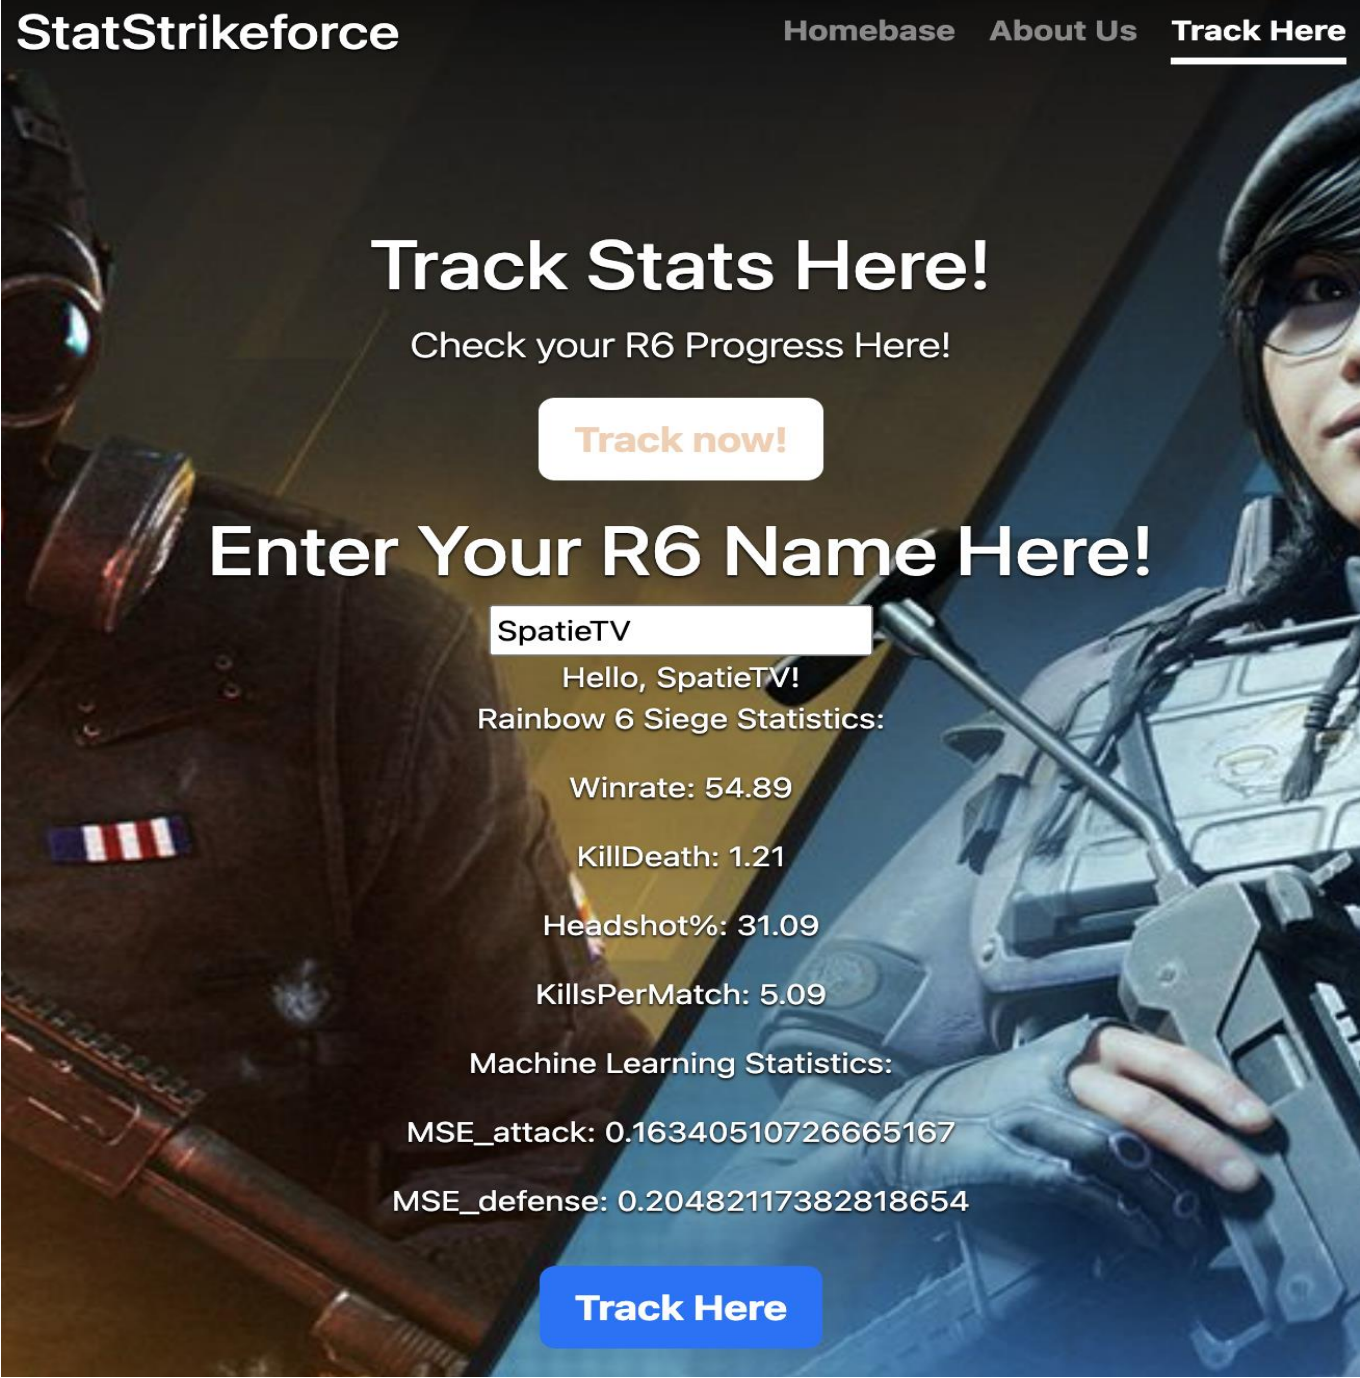 StatStrikeforce
Homebase About Us Track Here
Track Stats Here!
Check your R6 Progress Here!
Track now!
Enter Your R6 Name Here!
SpatieTV
Hello, SpatieTV!
Rainbow 6 Siege Statistics:
Winrate: 54.89
KillDeath: 1.21
Headshot%: 31.09
KillsPerMatch: 5.09
Machine Learning Statistics:
MSE_attack: 0.16340510726665167
MSE_defense: 0.20482117382818654
Track Here